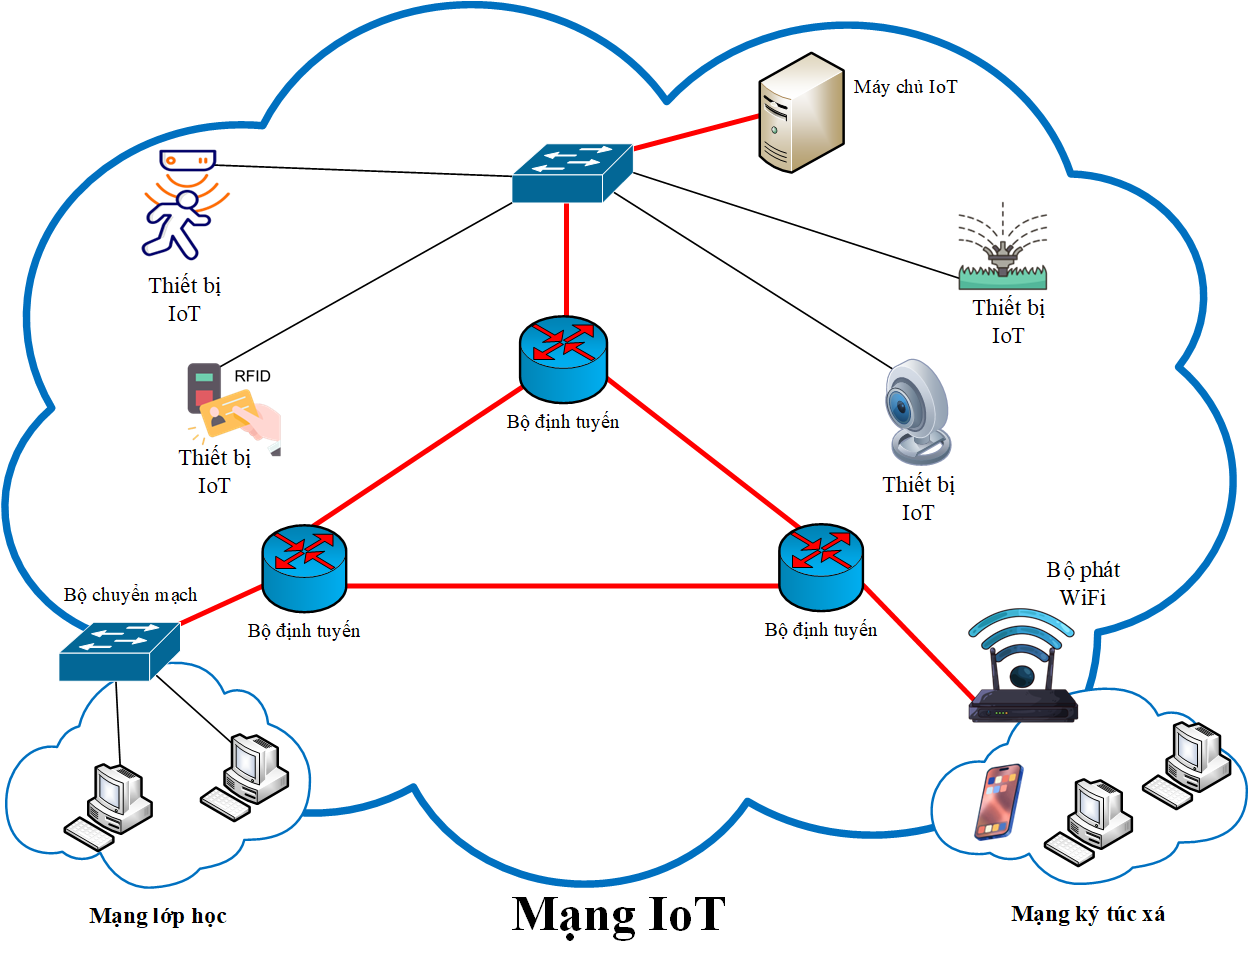 Máy chủ IoT
Thiết bị
IoT
Thiết bị
IoT
RFID
Thiết bị
IoT
Bộ định tuyến
Thiết bị
IoT
Bộ chuyển mạch
Bộ định tuyến
Bộ định tuyến
Bộ phát
WiFi
Mạng lớp học
Mạng IoT
Mạng ký túc xá